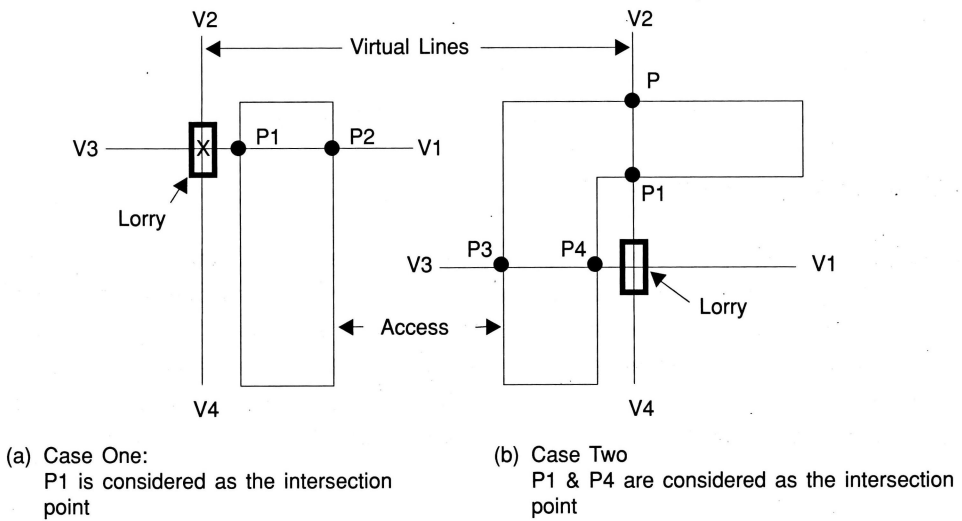 V2
V2
Virtual Lines
P
P1
P2
V3
X
V1
P1
Lorry
P3
P4
V3
V1
Lorry
Access
V4
V4
(a) Case One:
P1 is considered as the intersection
point
(b) Case Two
P1 & P4 are considered as the intersection
point